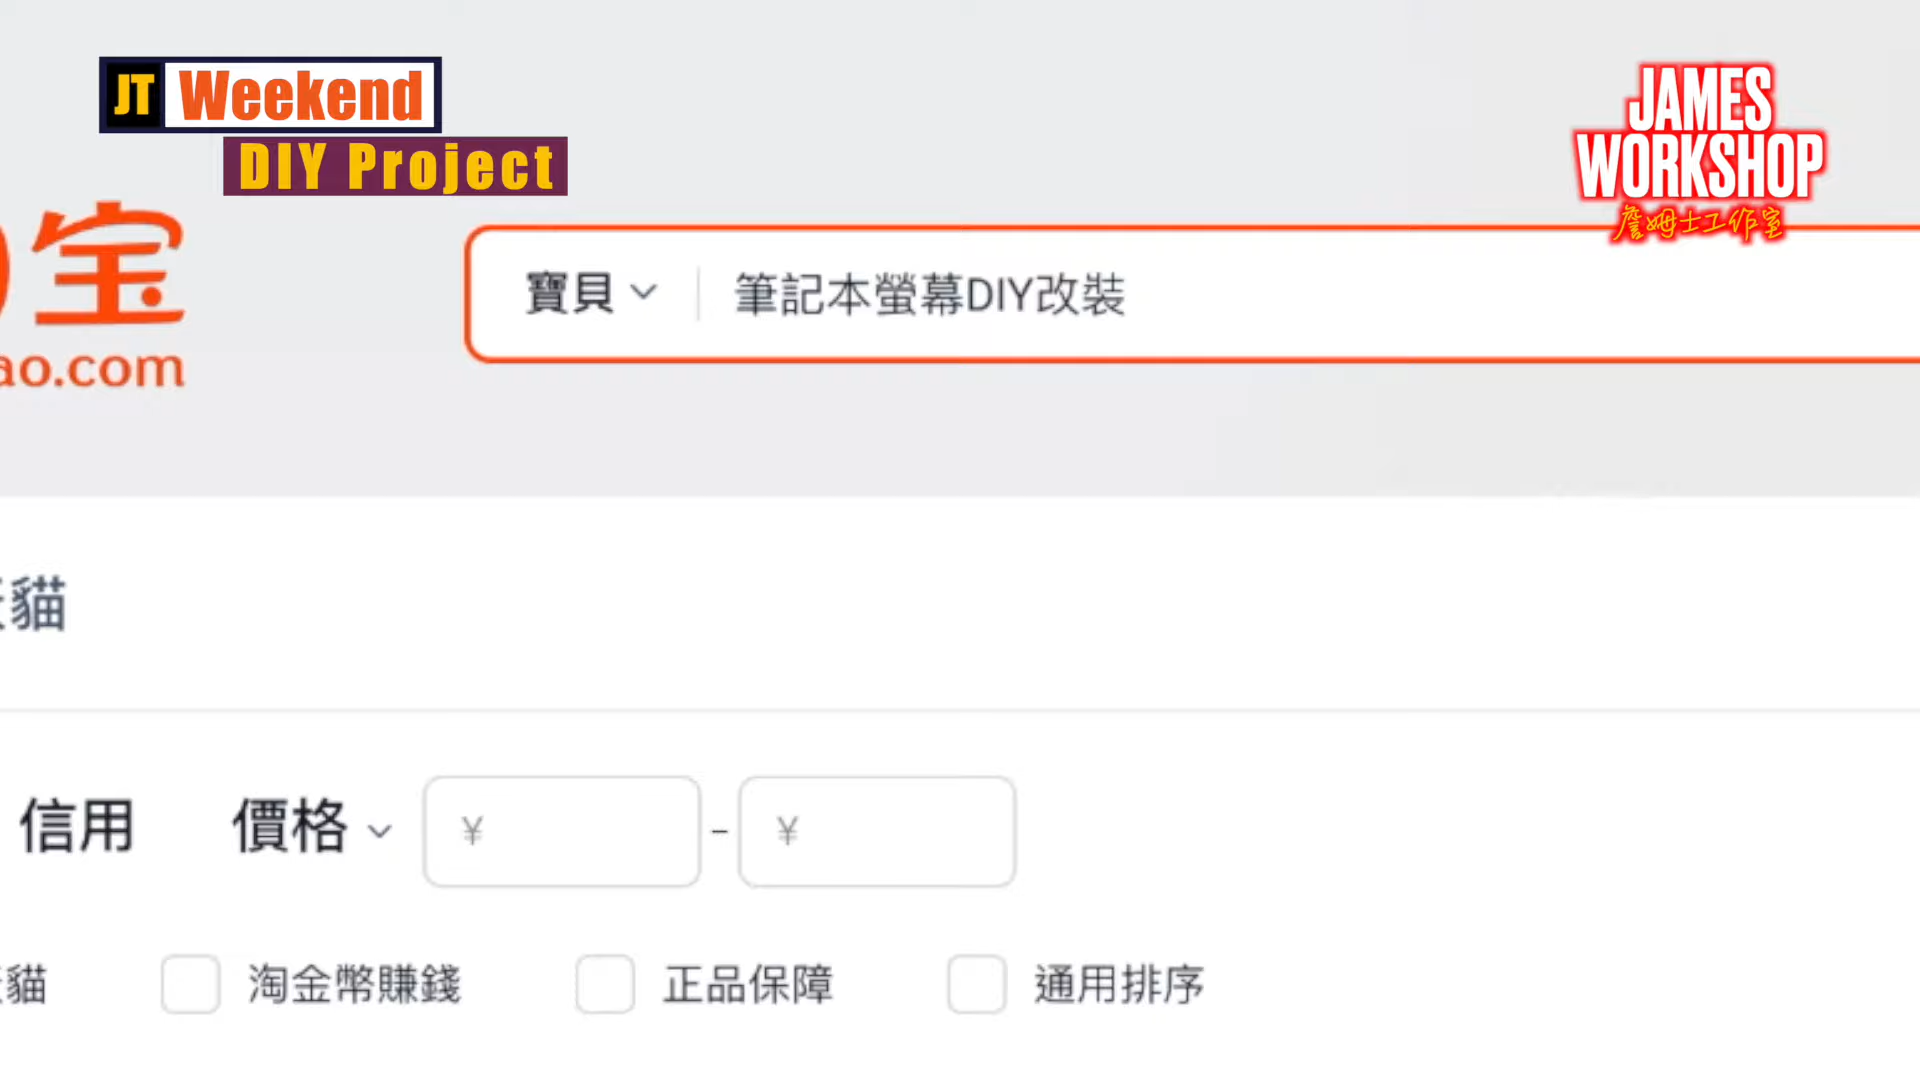 JT Weekend
DIY Project
JAMES
WORKSHOP
詹姆士工作室
宝
ao.com
寶貝
筆記本螢幕DIY改裝
貓
信用
價格
¥ - ¥
貓
淘金幣賺錢
正品保障
通用排序